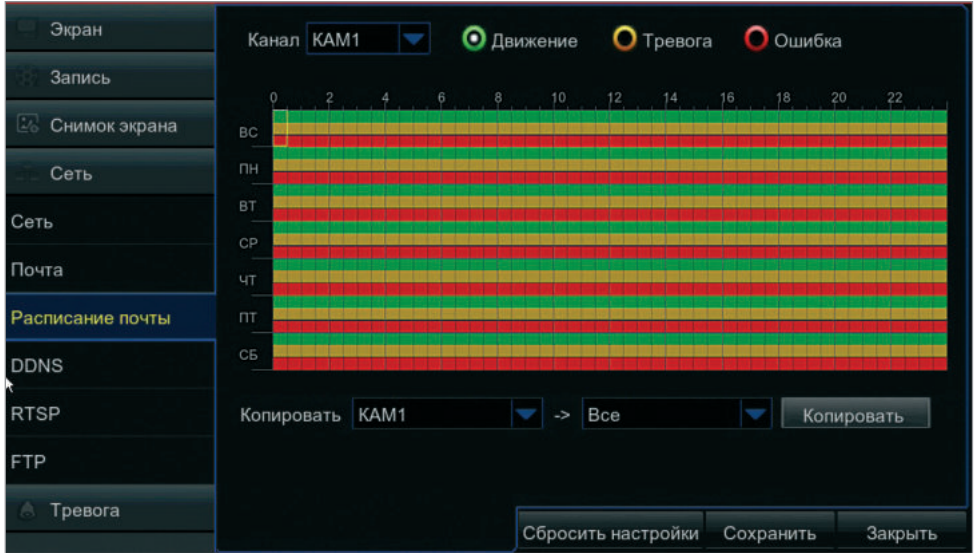 Экран
Запись
Снимок экрана
Сеть
Сеть
Почта
Расписание почты
DDNS
RTSP
FTP
Тревога
Канал КАМ1 Движение Тревога Ошибка
0 2 4 6 8 10 12 14 16 18 20 22
ВС
ПН
ВТ
СР
ЧТ
ПТ
СБ
Копировать КАМ1 -> Все Копировать
Сбросить настройки Сохранить Закрыть